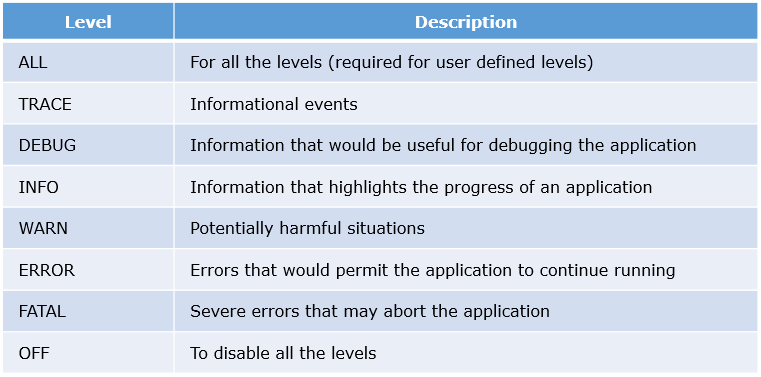 Level Description
ALL For all the levels (required for user defined levels)
TRACE Informational events
DEBUG Information that would be useful for debugging the application
INFO Information that highlights the progress of an application
WARN Potentially harmful situations
ERROR Errors that would permit the application to continue running
FATAL Severe errors that may abort the application
OFF To disable all the levels